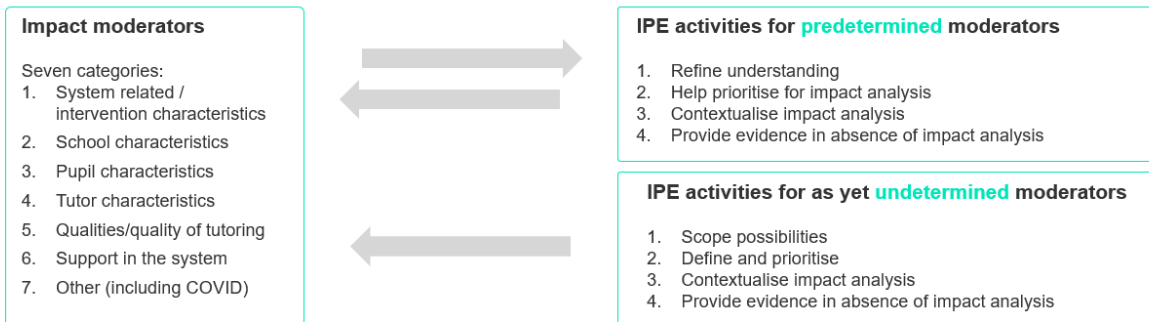 Impact moderators
Seven categories:
1. System related /
intervention characteristics
2. School characteristics
3. Pupil characteristics
4. Tutor characteristics
5. Qualities/quality of tutoring
6. Support in the system
7. Other (including COVID)
IPE activities for predetermined moderators
1. Refine understanding
2. Help prioritise for impact analysis
3. Contextualise impact analysis
4. Provide evidence in absence of impact analysis
IPE activities for as yet undetermined moderators
1. Scope possibilities
2. Define and prioritise
3. Contextualise impact analysis
4. Provide evidence in absence of impact analysis